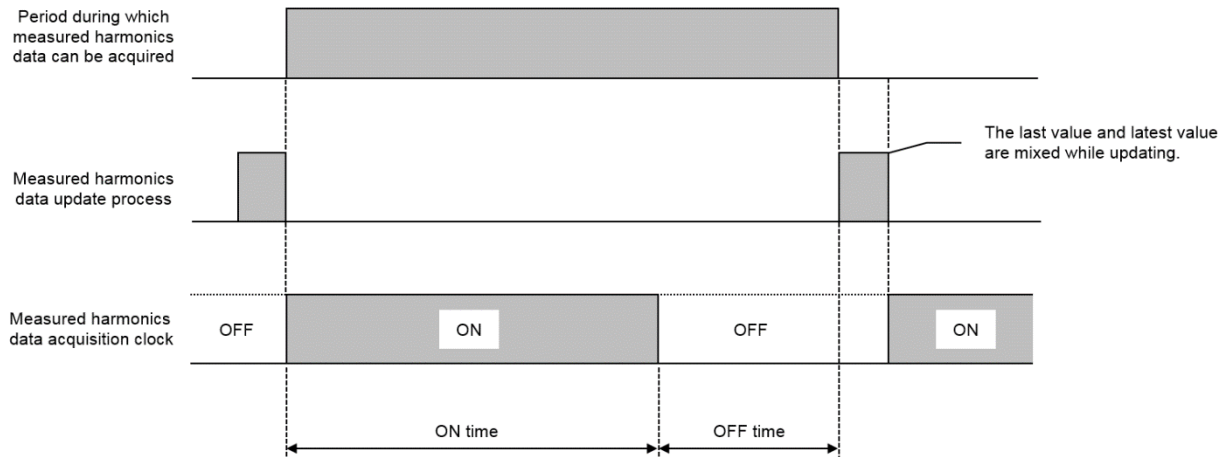 Period during which
measured harmonics
data can be acquired
The last value and latest value
are mixed while updating.
Measured harmonics
data update process
Measured harmonics
data acquisition clock
OFF
ON
OFF
ON
ON time
OFF time